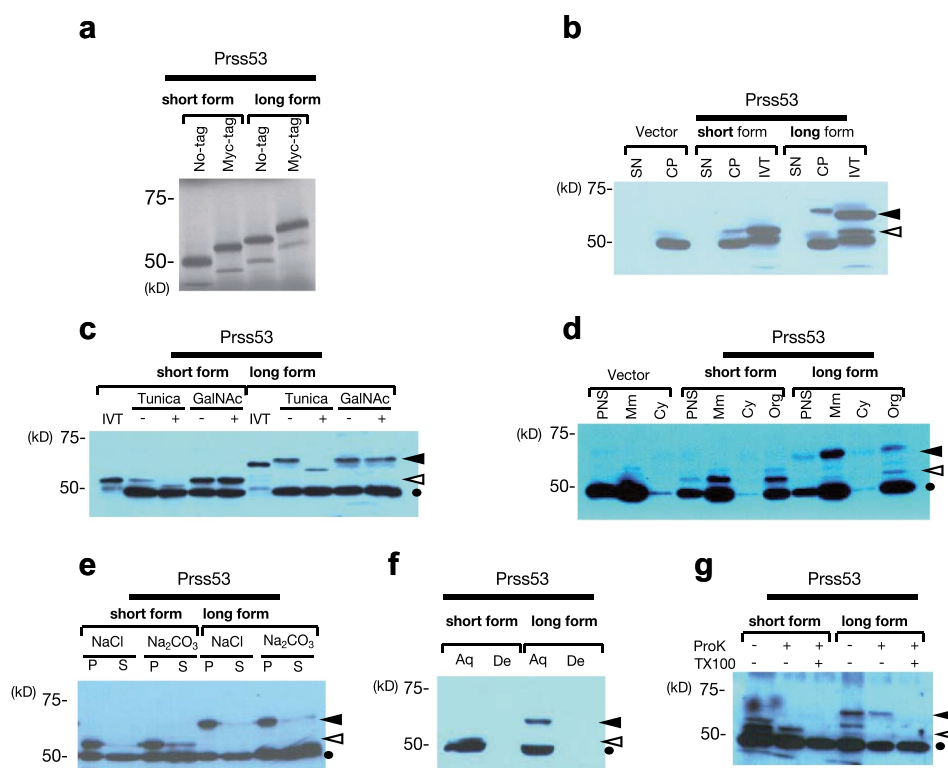 a
Prss53
short form long form
No-tag Myc-tag No-tag Myc-tag
75-
50-
(kD)
b
Prss53
Vector short form long form
SN CP SN CP IVT SN CP IVT
(kD) 75-
50-
c
Prss53
short form long form
Tunica GalNAc Tunica GalNAc
IVT - + - + IVT - + - +
(kD) 75-
50-
d
Prss53
Vector short form long form
PNS Mm Cy PNS Mm Cy Org PNS Mm Cy Org
(kD) 75-
50-
e
Prss53
short form long form
NaCl Na2CO3 NaCl Na2CO3
P S P S P S P S
(kD) 75-
50-
f
Prss53
short form long form
Aq De Aq De
(kD) 75-
50-
g
Prss53
short form long form
ProK - + + - + +
TX100 - - + - - +
(kD) 75-
50-